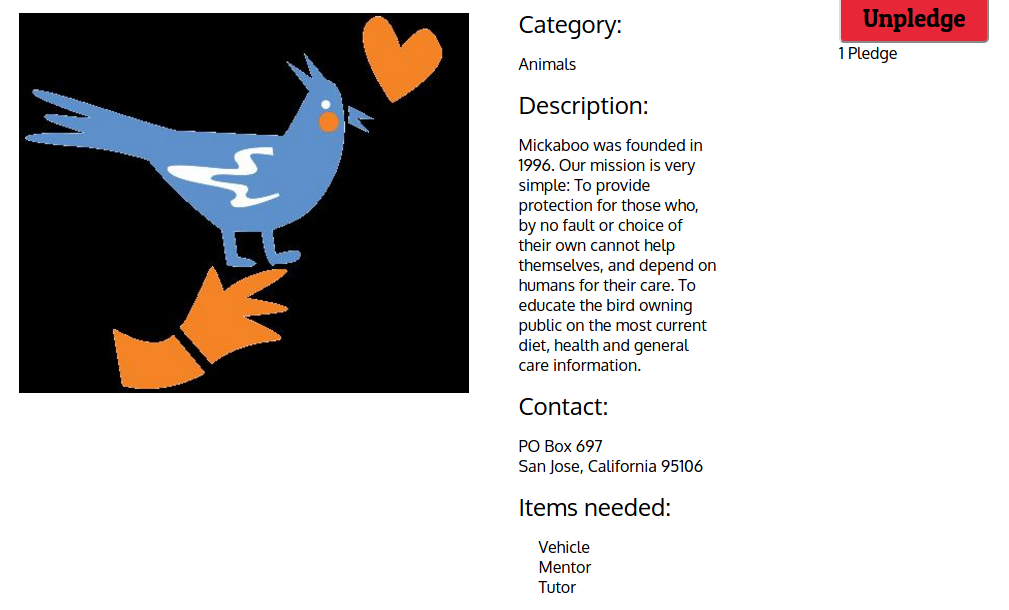 Category:
Animals
Description:
Mickaboo was founded in
1996. Our mission is very
simple: To provide
protection for those who,
by no fault or choice of
their own cannot help
themselves, and depend on
humans for their care. To
educate the bird owning
public on the most current
diet, health and general
care information.
Contact:
PO Box 697
San Jose, California 95106
Items needed:
Vehicle
Mentor
Tutor
Unpledge
1 Pledge